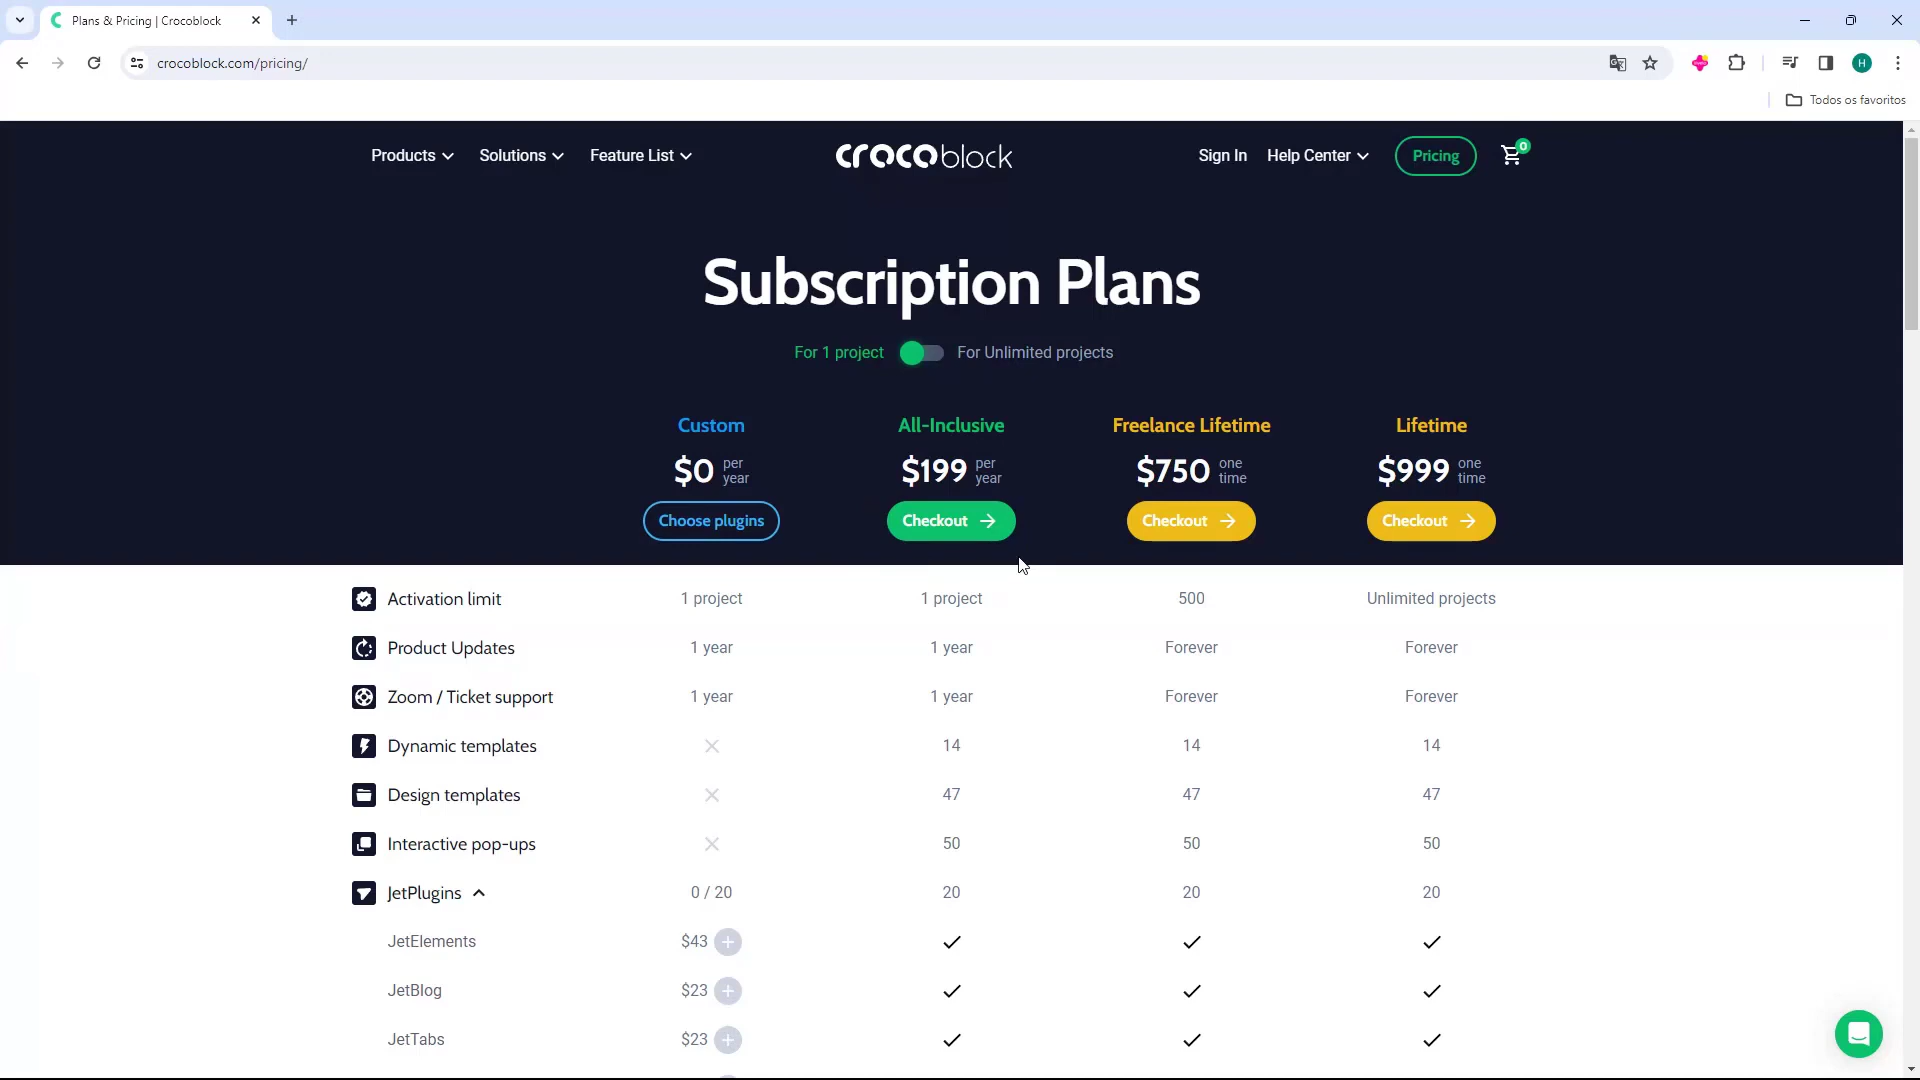 Plans & Pricing | Crocoblock
crocoblock.com/pricing/
H
Todos os favoritos
Products Solutions Feature List crocoblock Sign In Help Center Pricing 0
Subscription Plans
For 1 project For Unlimited projects
Custom All-Inclusive Freelance Lifetime Lifetime
$0 per year $199 per year $750 one time $999 one time
Choose plugins Checkout Checkout Checkout
Activation limit 1 project 1 project 500 Unlimited projects
Product Updates 1 year 1 year Forever Forever
Zoom / Ticket support 1 year 1 year Forever Forever
Dynamic templates 14 14 14
Design templates 47 47 47
Interactive pop-ups 50 50 50
JetPlugins 0 / 20 20 20 20
JetElements $43
JetBlog $23
JetTabs $23